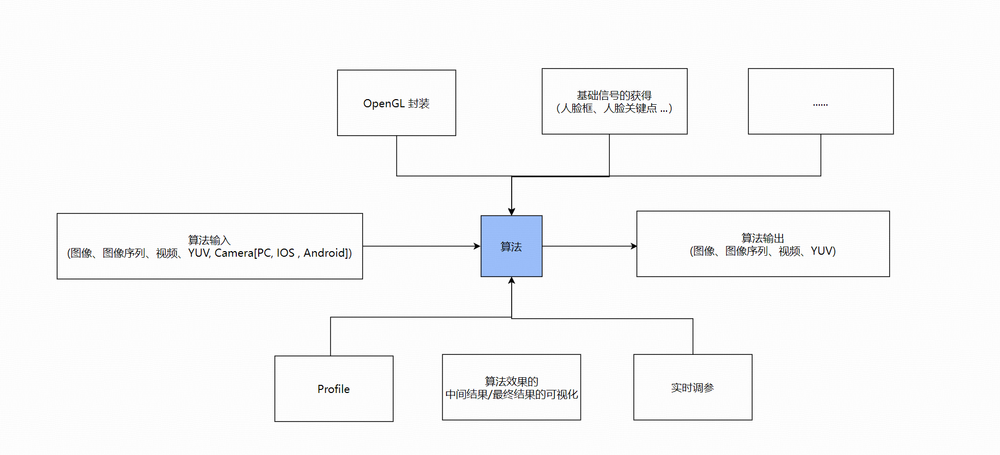 OpenGL 封装
基础信号的获得
（人脸框、人脸关键点 ...）
......
算法输入
(图像、图像序列、视频、YUV, Camera[PC, IOS , Android])
算法
算法输出
(图像、图像序列、视频、YUV)
Profile
算法效果的
中间结果/最终结果的可视化
实时调参